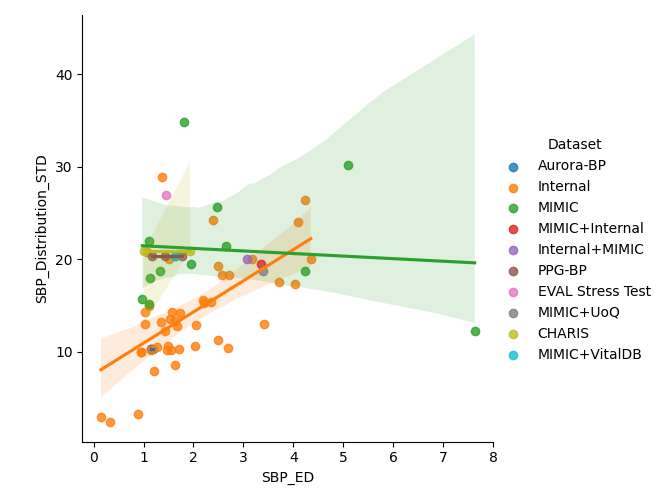 Dataset
Aurora-BP
Internal
MIMIC
MIMIC+Internal
Internal+MIMIC
PPG-BP
EVAL Stress Test
MIMIC+UoQ
CHARIS
MIMIC+VitalDB
SBP_Distribution_STD
40
30
20
10
0 1 2 3 4 5 6 7 8
SBP_ED